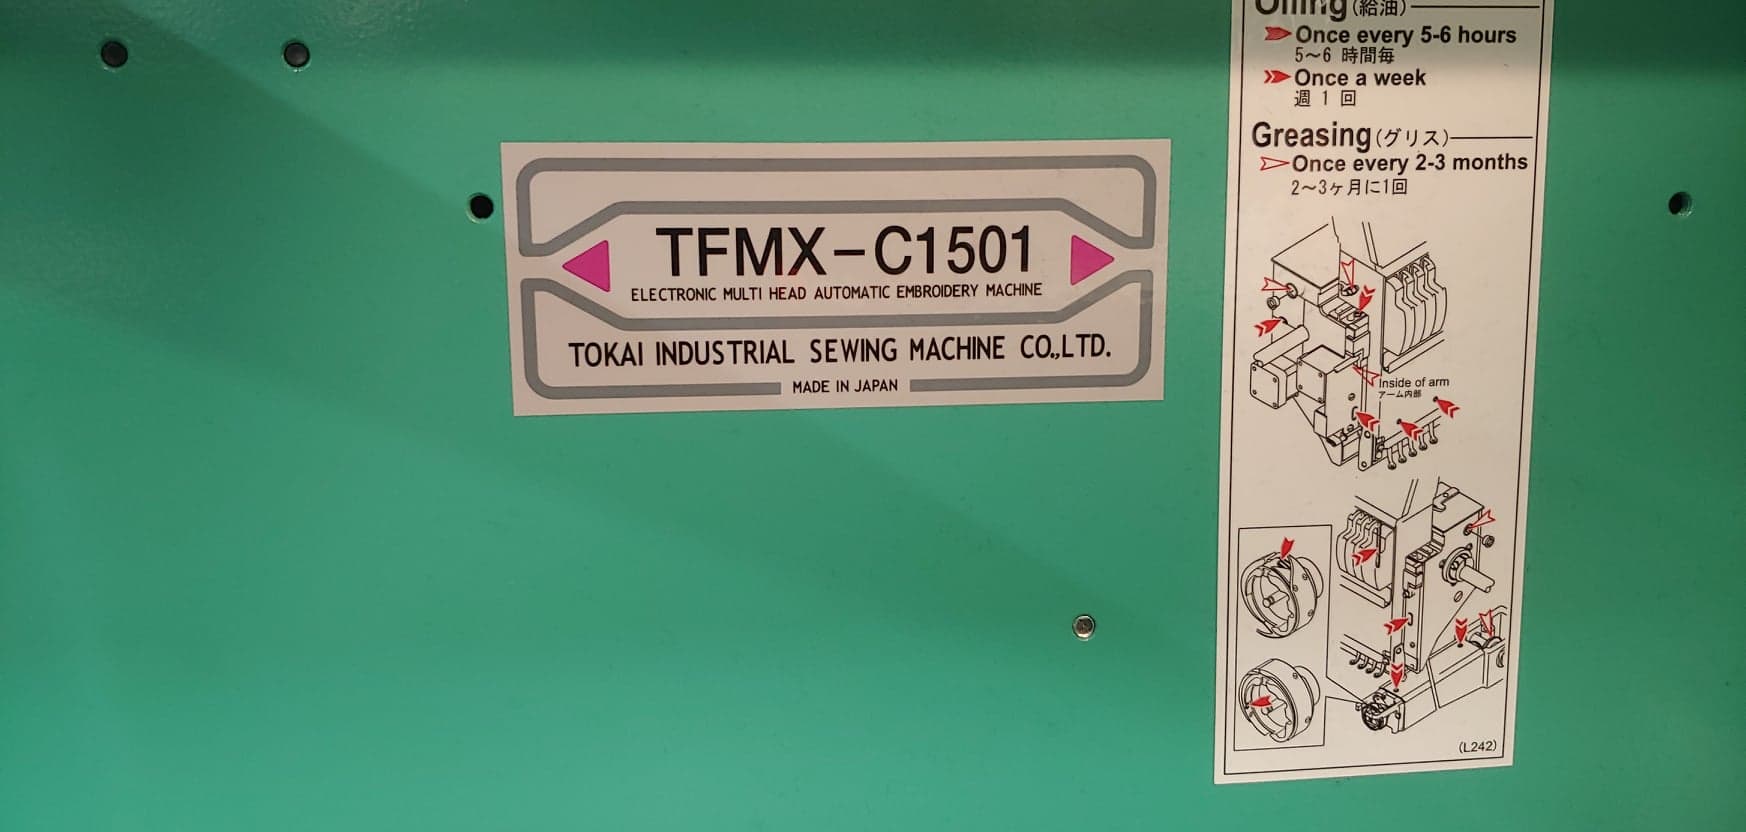 TFMX-C1501
ELECTRONIC MULTI HEAD AUTOMATIC EMBROIDERY MACHINE
TOKAI INDUSTRIAL SEWING MACHINE CO.,LTD.
MADE IN JAPAN
Oiling(給油)
Once every 5-6 hours
5〜6 時間毎
Once a week
週 1 回
Greasing(グリス)
Once every 2-3 months
2〜3ヶ月に1回
Inside of arm
アーム内部
(L242)